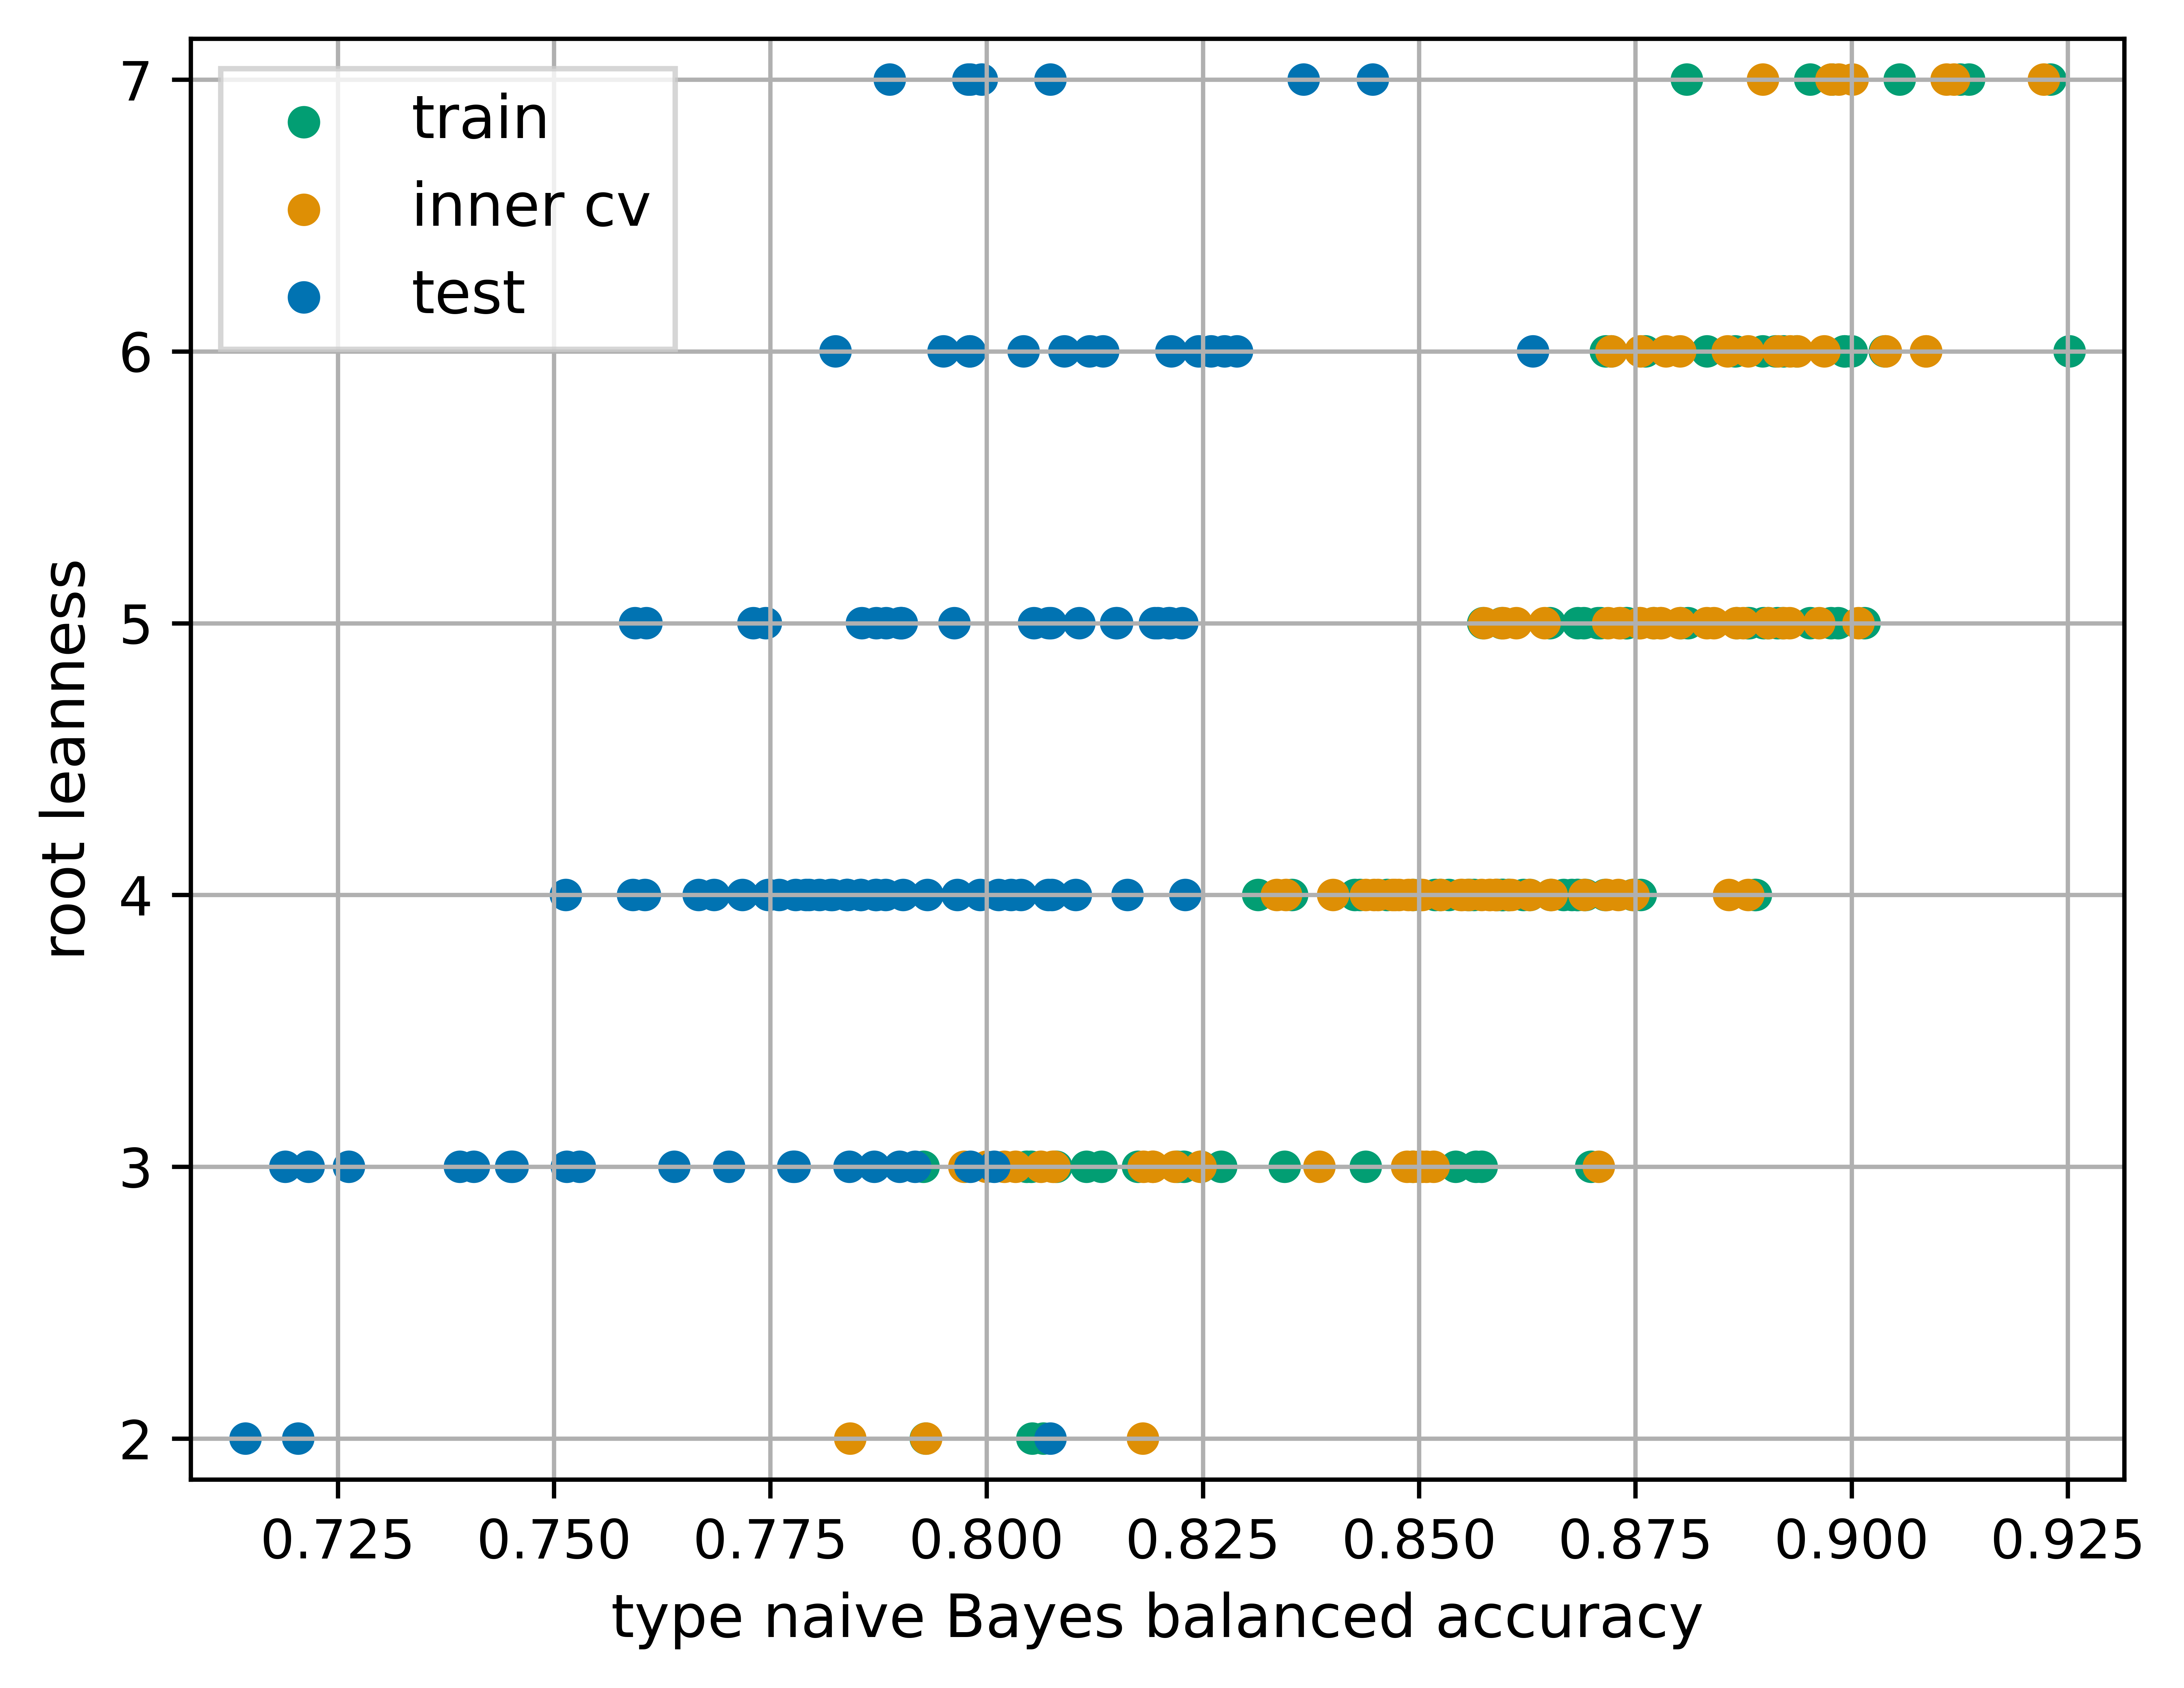 train
inner cv
test
7
6
5
4
3
2
root leanness
0.725 0.750 0.775 0.800 0.825 0.850 0.875 0.900 0.925
type naive Bayes balanced accuracy